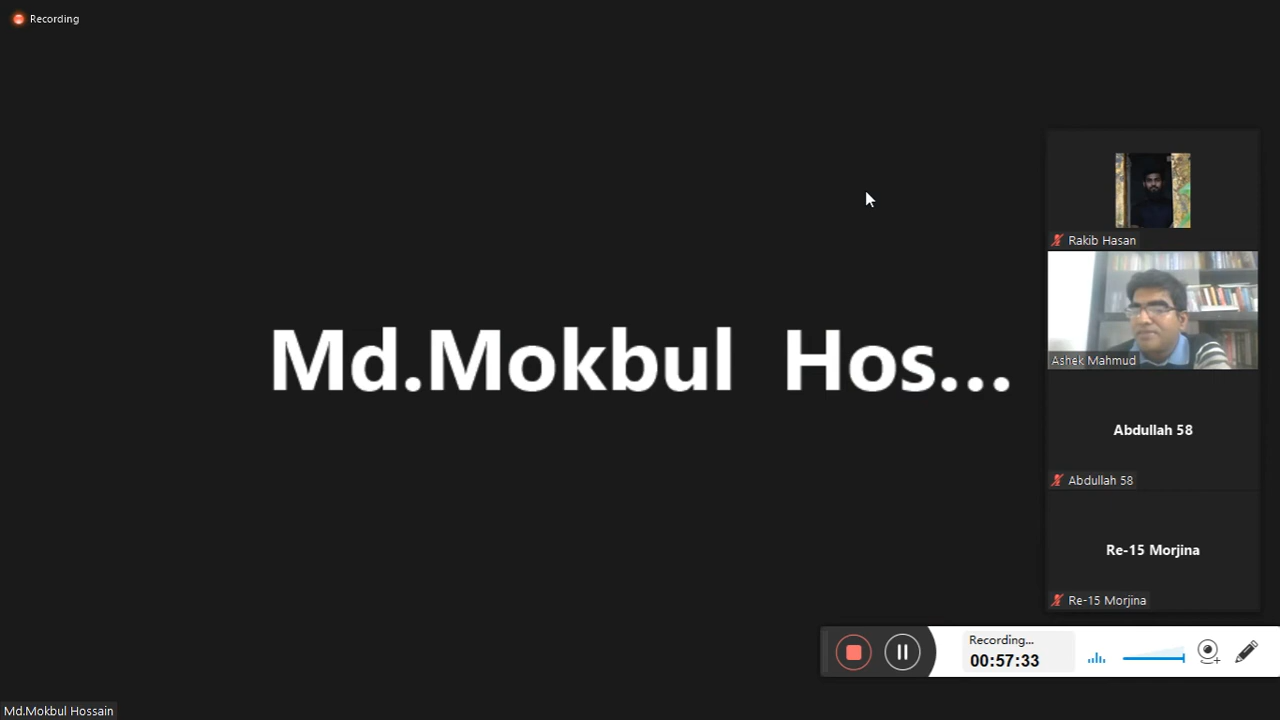 Recording
Md.Mokbul Hos...
Rakib Hasan
Ashek Mahmud
Abdullah 58
Abdullah 58
Re-15 Morjina
Re-15 Morjina
Recording...
00:57:33
Md.Mokbul Hossain